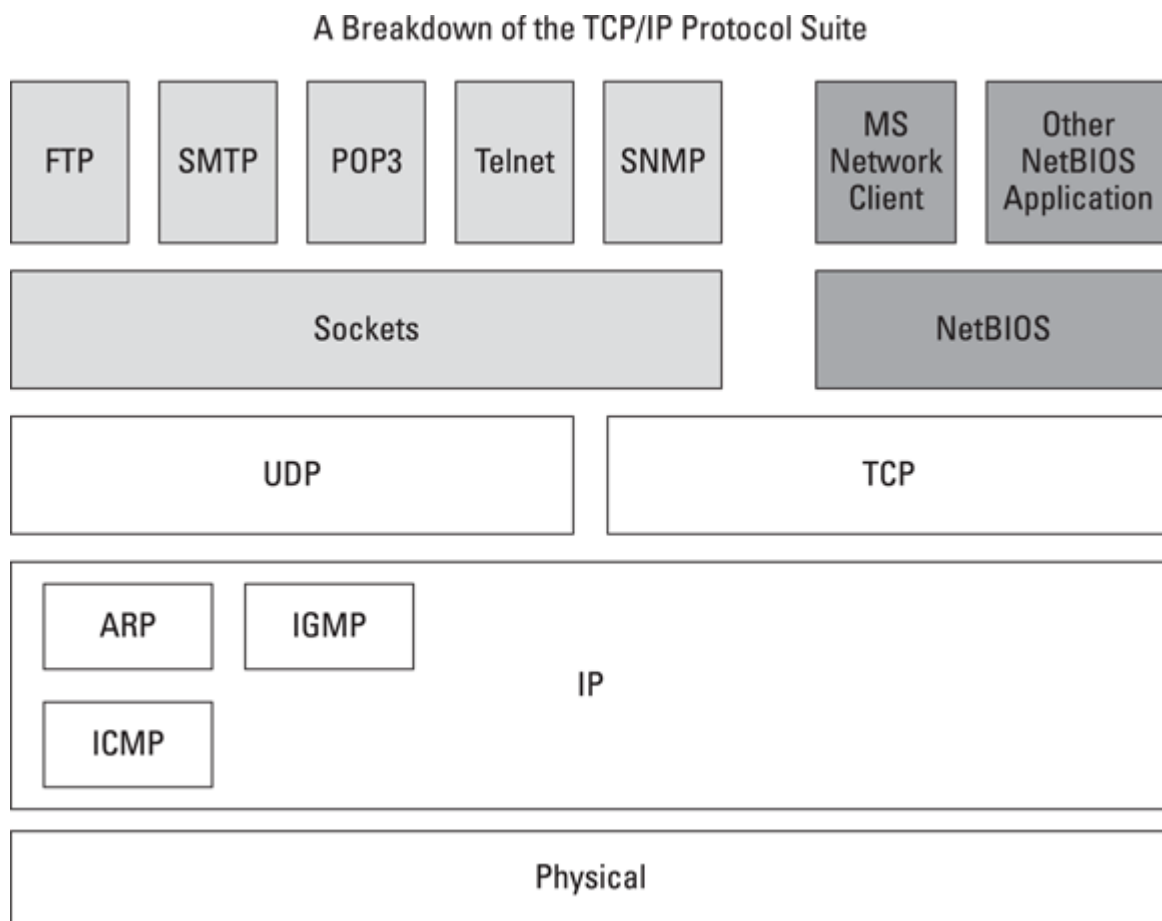 A Breakdown of the TCP/IP Protocol Suite
FTP
SMTP
POP3
Telnet
SNMP
MS
Network
Client
Other
NetBIOS
Application
Sockets
NetBIOS
UDP
TCP
ARP
IGMP
IP
ICMP
Physical